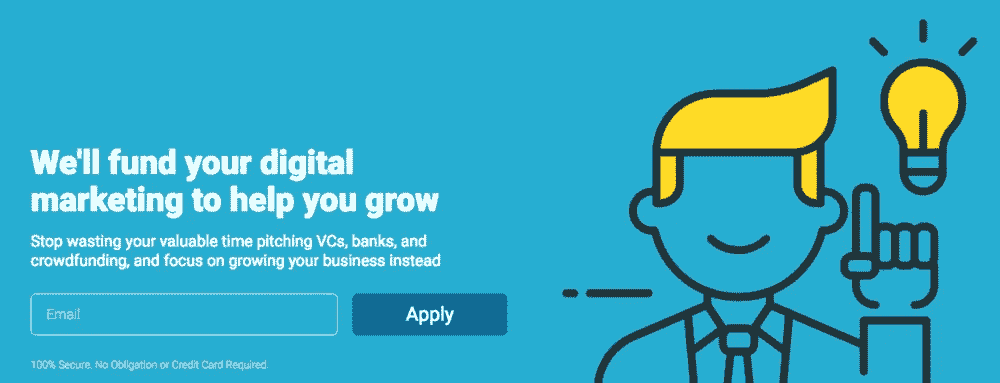 We'll fund your digital
marketing to help you grow
Stop wasting your valuable time pitching VCs, banks, and
crowdfunding, and focus on growing your business instead
Email
Apply
100% Secure. No Obligation or Credit Card Required.